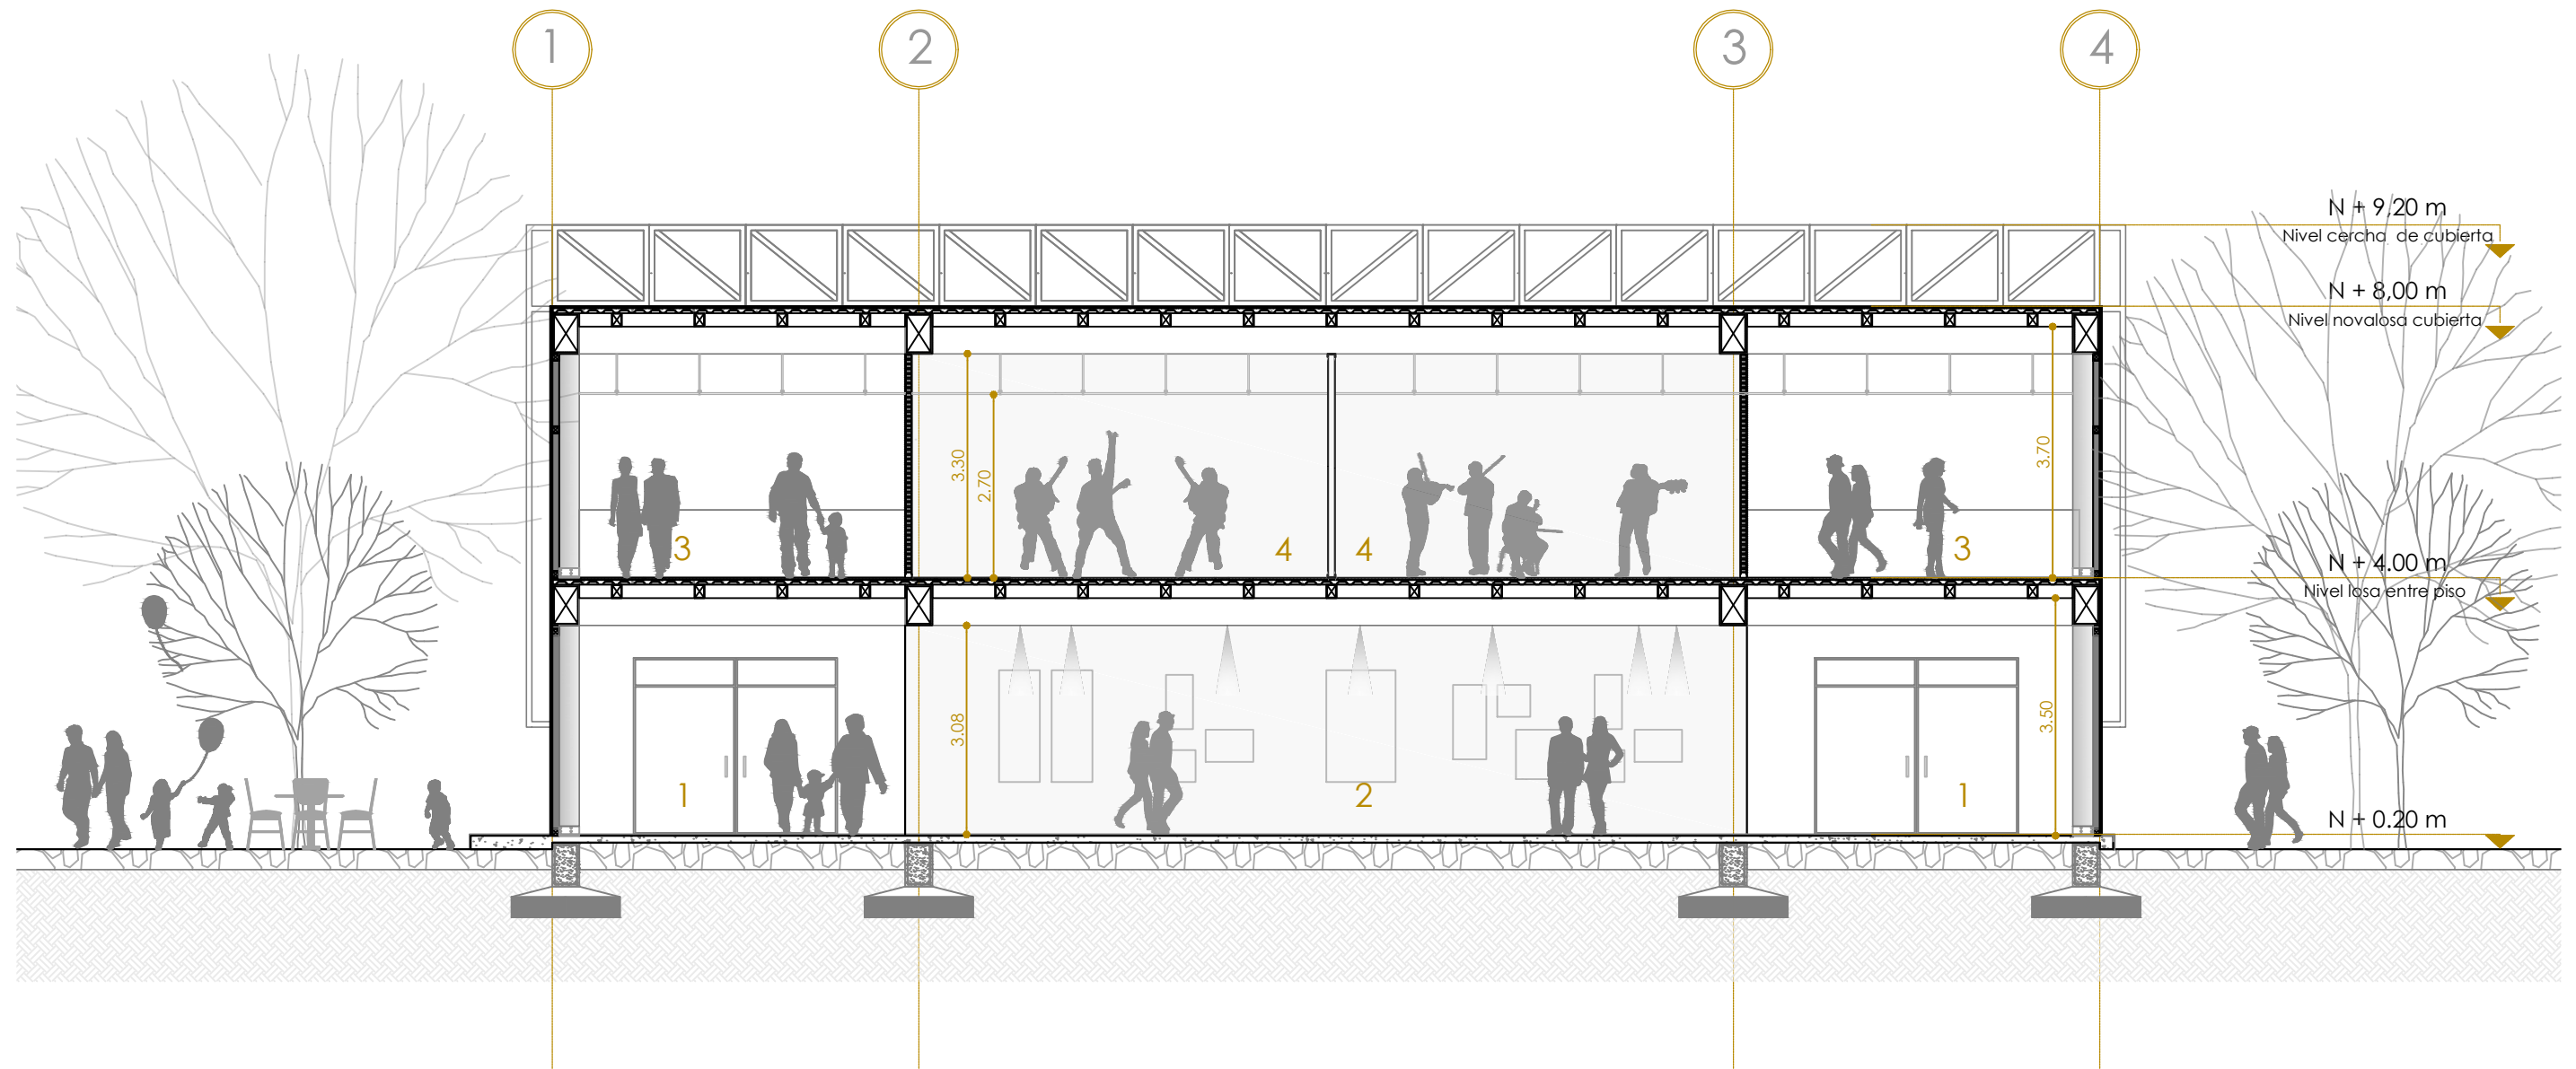 1
2
3
4
N + 9,20 m
Nivel cercha de cubierta
N + 8,00 m
Nivel novalosa cubierta
3.30
2.70
3.70
3
4
4
3
N + 4.00 m
Nivel losa entre piso
3.08
3.50
1
2
1
N + 0.20 m